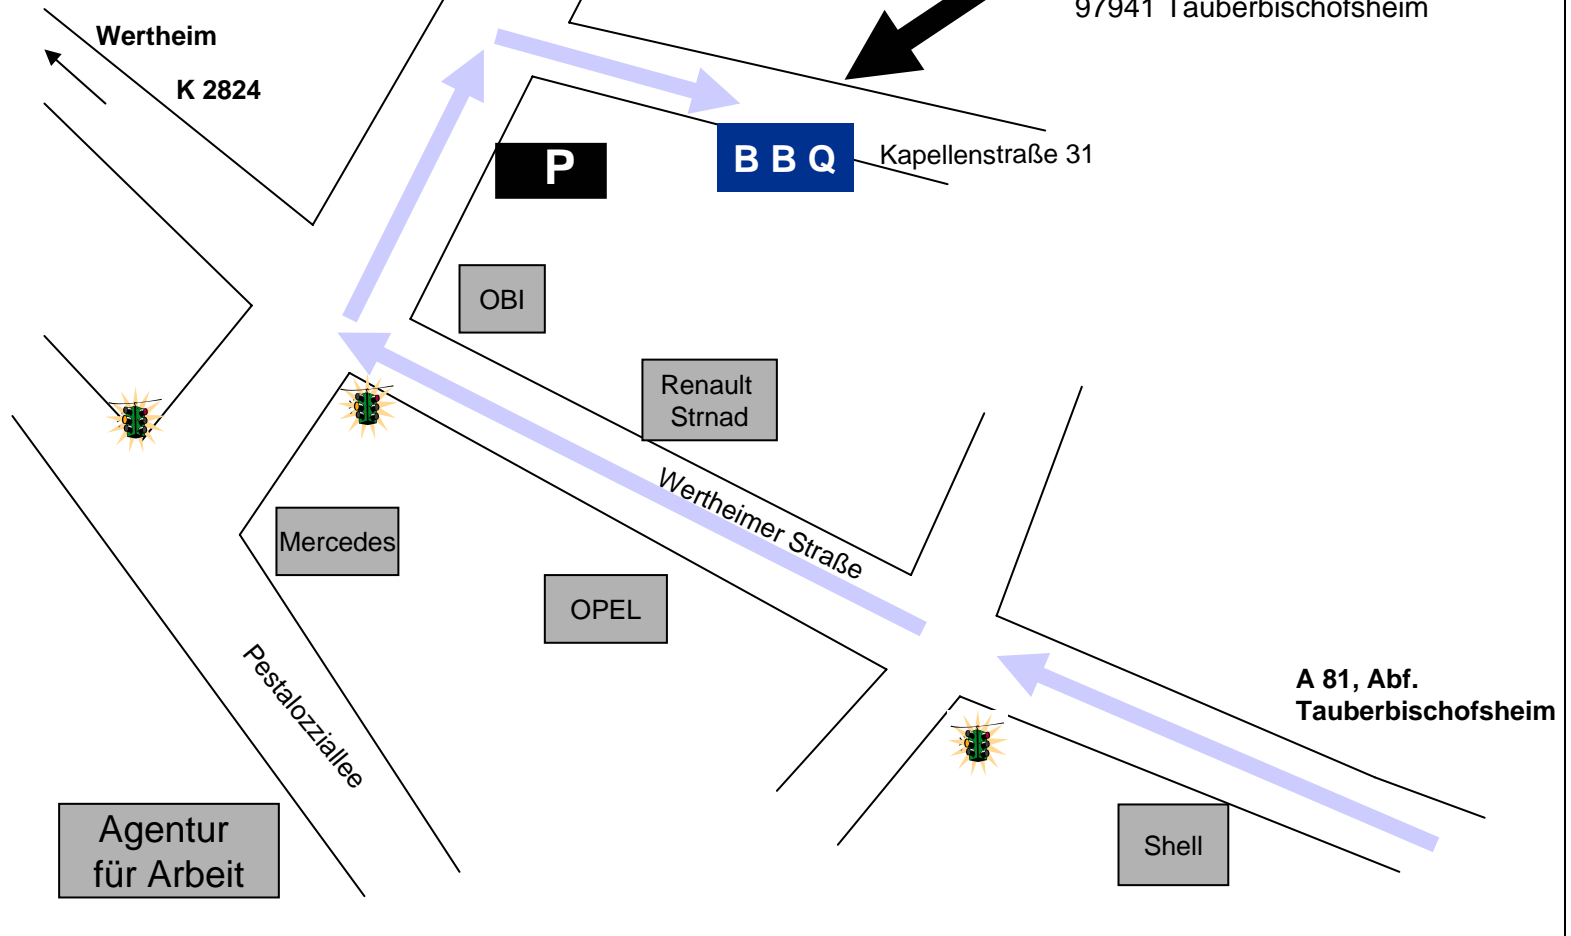 97941 Tauberbischofsheim
Wertheim
K 2824
P
B B Q
Kapellenstraße 31
OBI
Renault
Strnad
Wertheimer Straße
Mercedes
OPEL
Pestalozziallee
A 81, Abf.
Tauberbischofsheim
Agentur
für Arbeit
Shell